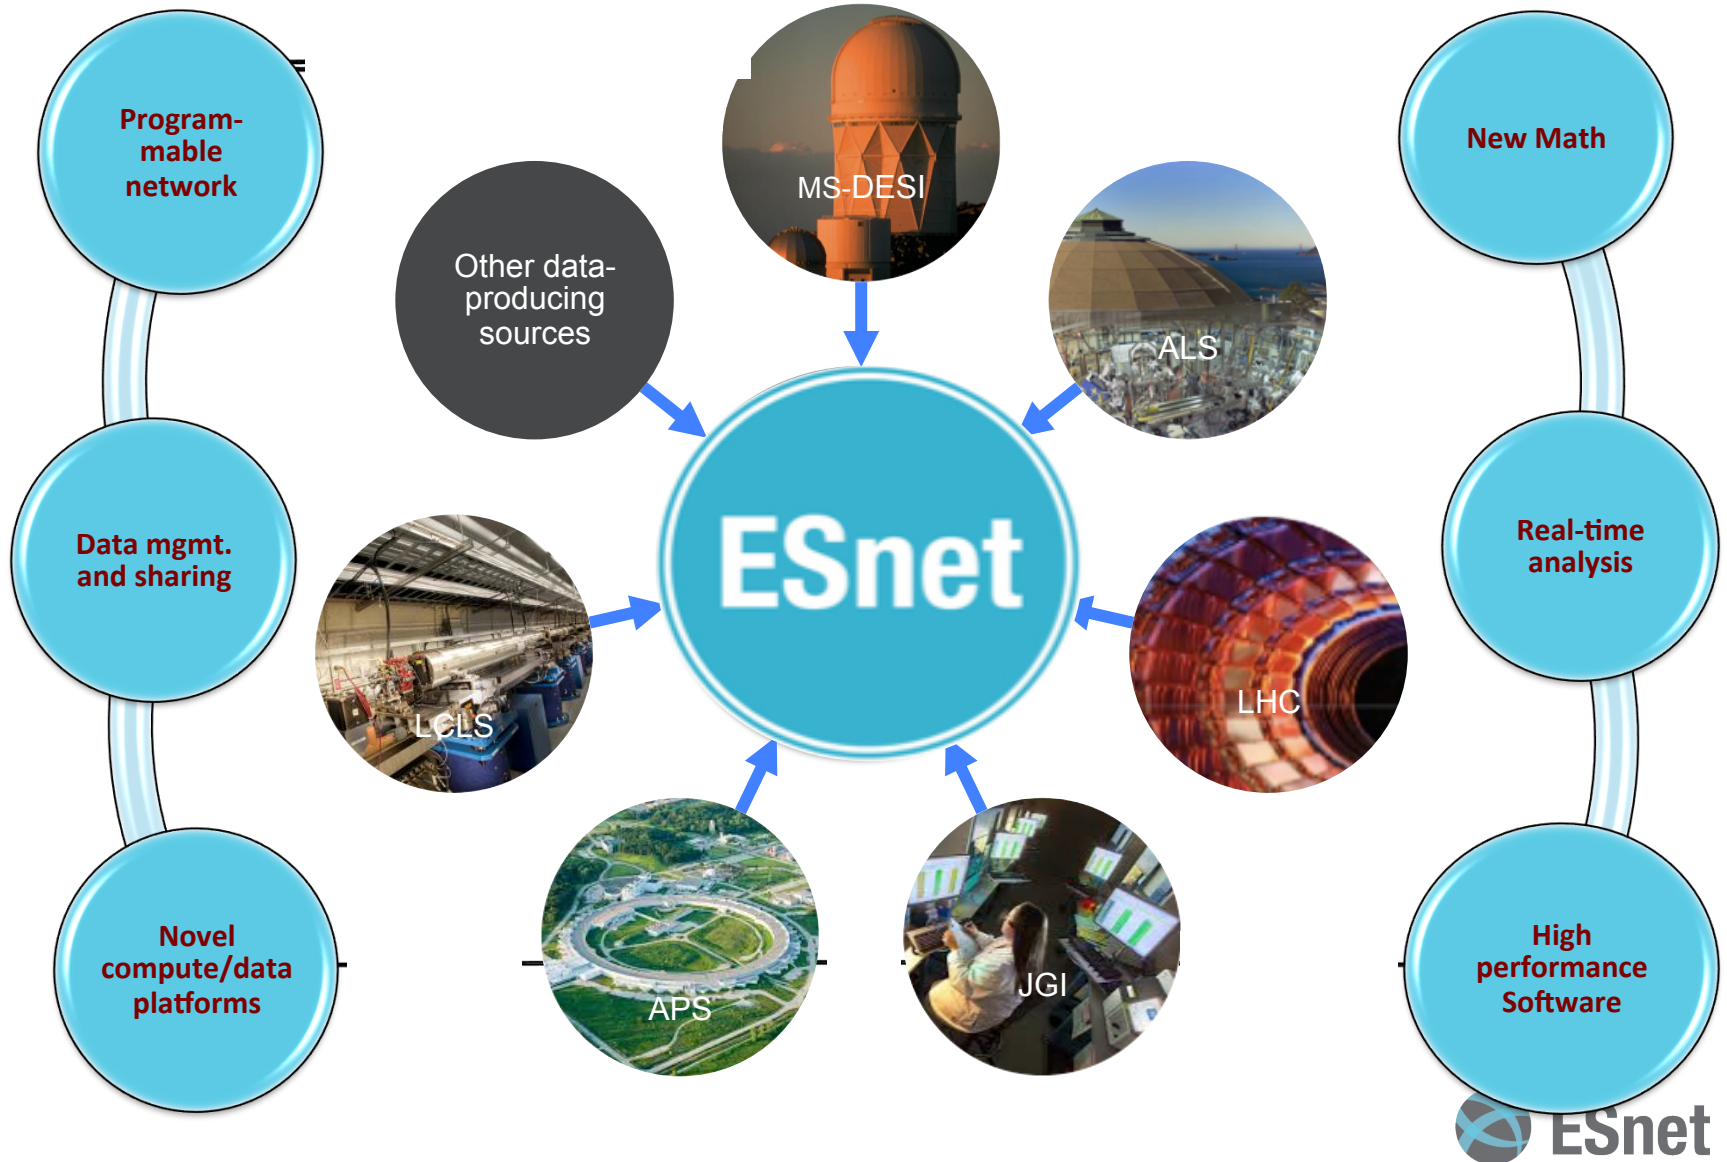 Program-
mable
network
Data mgmt.
and sharing
Novel
compute/data
platforms
MS-DESI
Other data-
producing
sources
ALS
ESnet
LCLS
LHC
APS
JGI
New Math
Real-time
analysis
High
performance
Software
ESnet